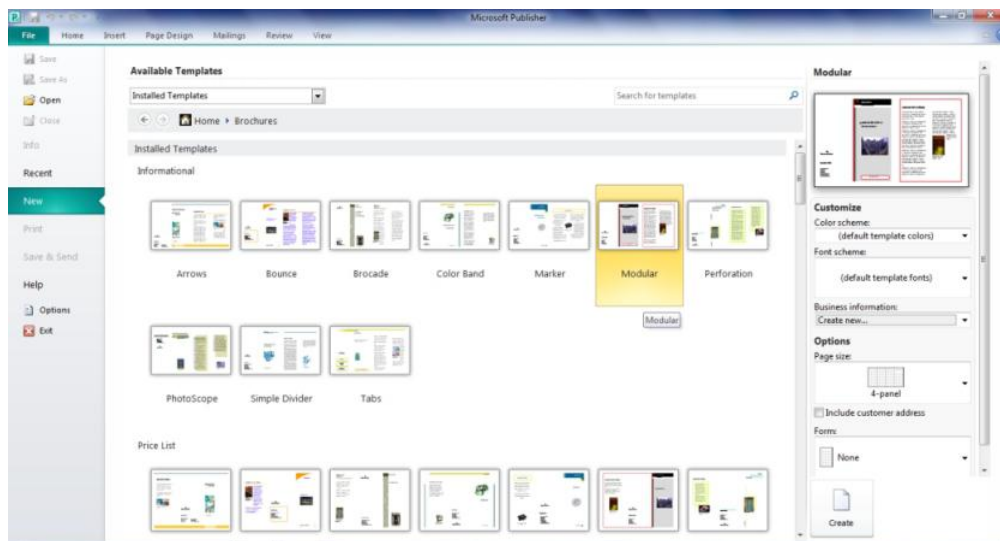 Microsoft Publisher
File Home Insert Page Design Mailings Review View
Save
Save As
Open
Close
Info
Recent
New
Print
Save & Send
Help
Options
Exit
Available Templates
Installed Templates
Search for templates
Home Brochures
Installed Templates
Informational
Arrows Bounce Brocade Color Band Marker Modular Perforation
Modular
PhotoScope Simple Divider Tabs
Price List
Modular
Customize
Color scheme:
(default template colors)
Font scheme:
(default template fonts)
Business information:
Create new...
Options
Page size:
4-panel
Include customer address
Form:
None
Create